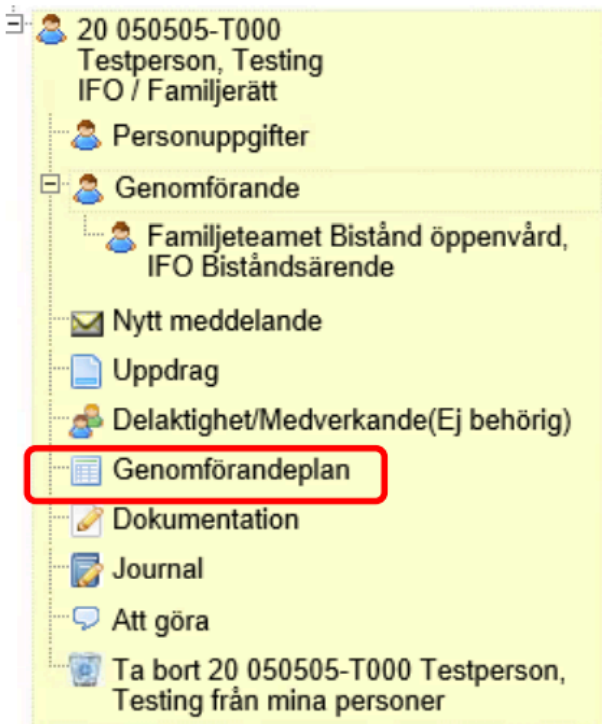 20 050505-T000
Testperson, Testing
IFO / Familjerätt
Personuppgifter
Genomförande
Familjeteamet Bistånd öppenvård,
IFO Biståndsärende
Nytt meddelande
Uppdrag
Delaktighet/Medverkande(Ej behörig)
Genomförandeplan
Dokumentation
Journal
Att göra
Ta bort 20 050505-T000 Testperson,
Testing från mina personer